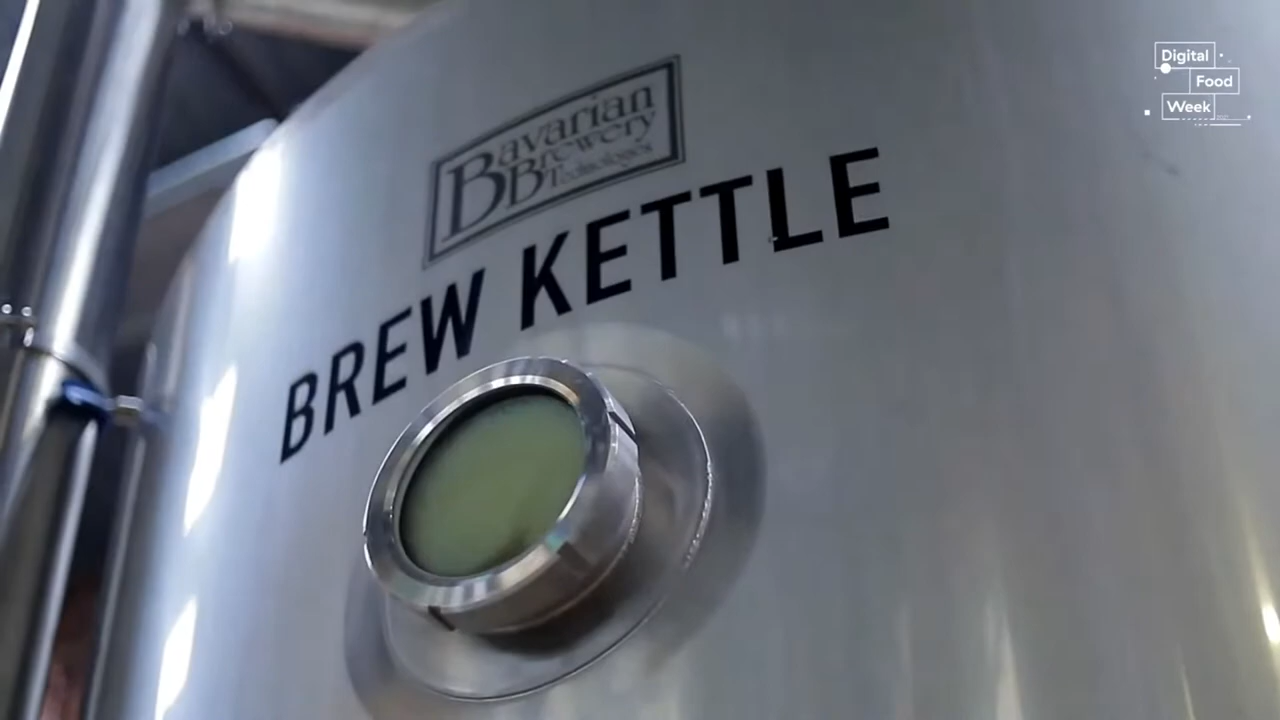 Bavarian
Brewery
Technologies
BREW KETTLE
Digital
Food
Week